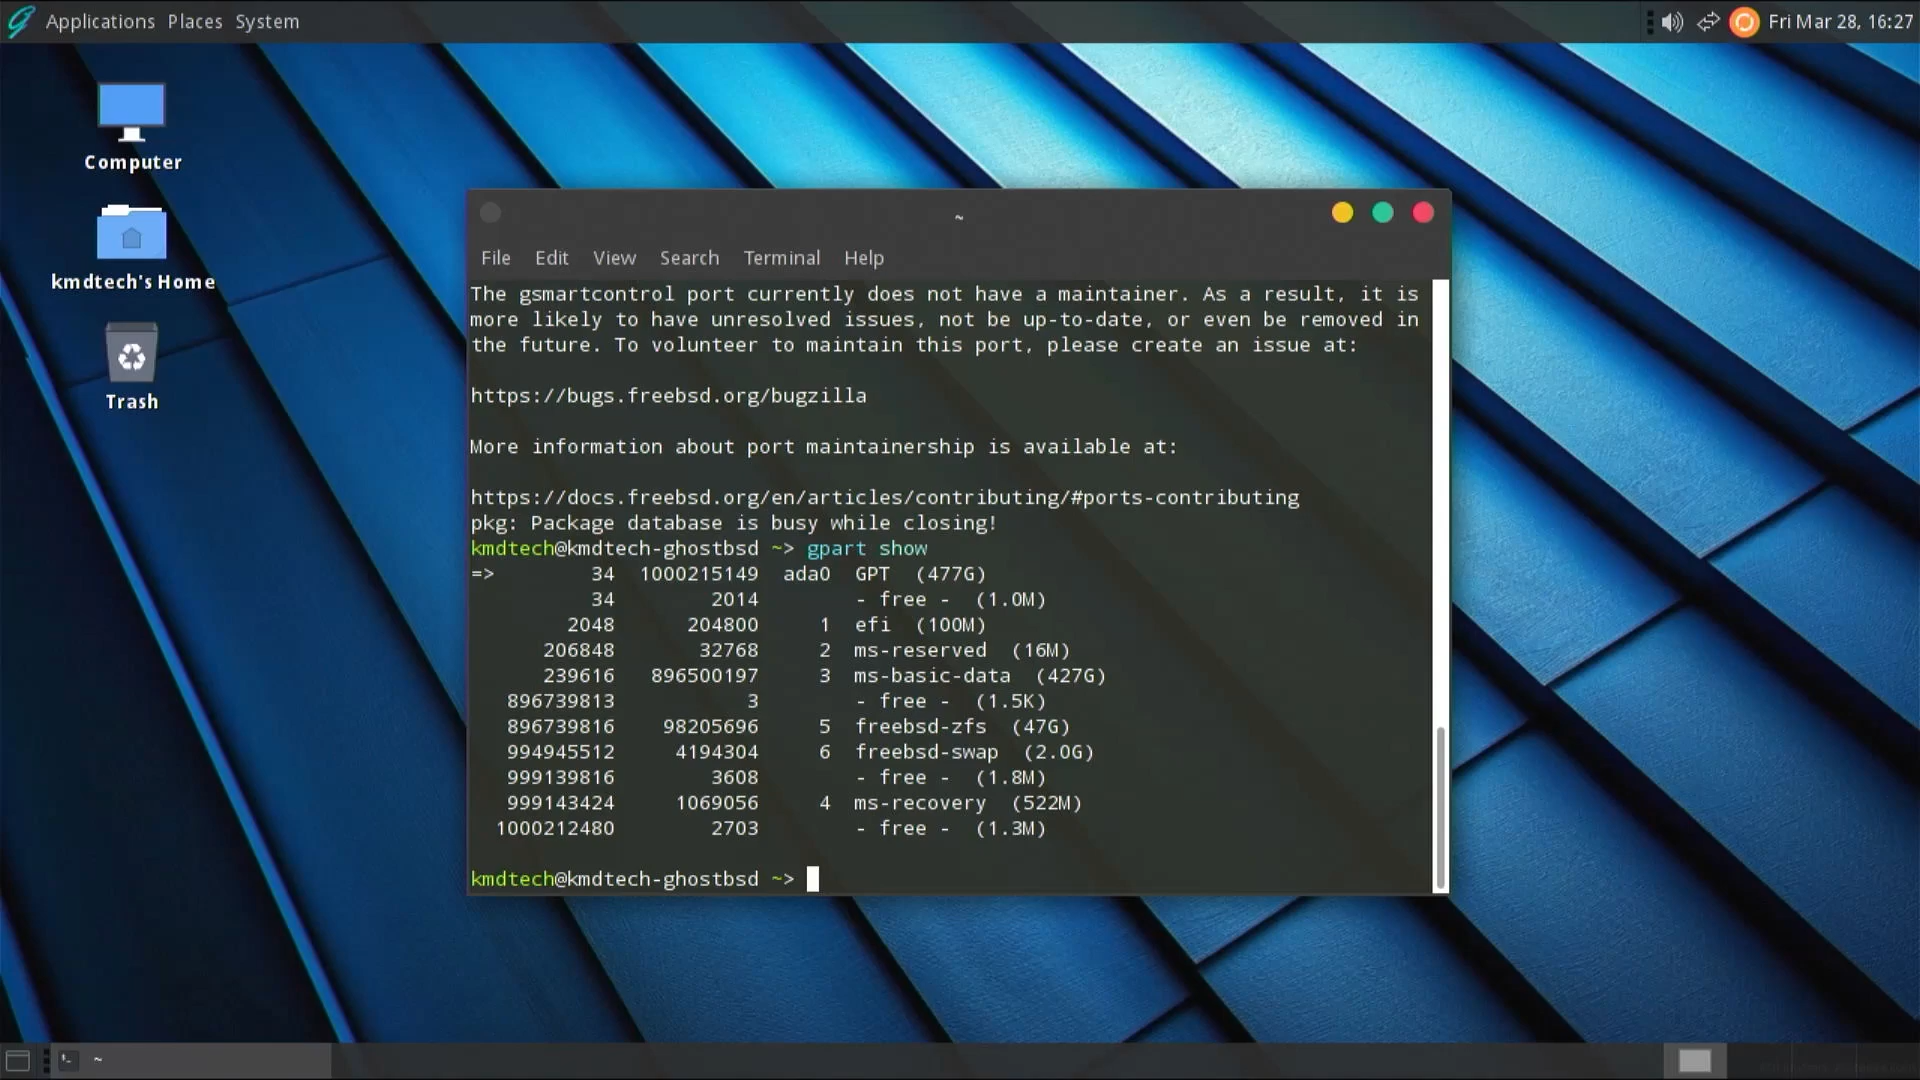 Applications Places System
Fri Mar 28, 16:27
Computer
kmdtech's Home
Trash
~
File Edit View Search Terminal Help
The gsmartcontrol port currently does not have a maintainer. As a result, it is
more likely to have unresolved issues, not be up-to-date, or even be removed in
the future. To volunteer to maintain this port, please create an issue at:
https://bugs.freebsd.org/bugzilla
More information about port maintainership is available at:
https://docs.freebsd.org/en/articles/contributing/#ports-contributing
pkg: Package database is busy while closing!
kmdtech@kmdtech-ghostbsd ~> gpart show
=> 34 1000215149 ada0 GPT (477G)
34 2014 - free - (1.0M)
2048 204800 1 efi (100M)
206848 32768 2 ms-reserved (16M)
239616 896500197 3 ms-basic-data (427G)
896739813 3 - free - (1.5K)
896739816 98205696 5 freebsd-zfs (47G)
994945512 4194304 6 freebsd-swap (2.0G)
999139816 3608 - free - (1.8M)
999143424 1069056 4 ms-recovery (522M)
1000212480 2703 - free - (1.3M)
kmdtech@kmdtech-ghostbsd ~>
~